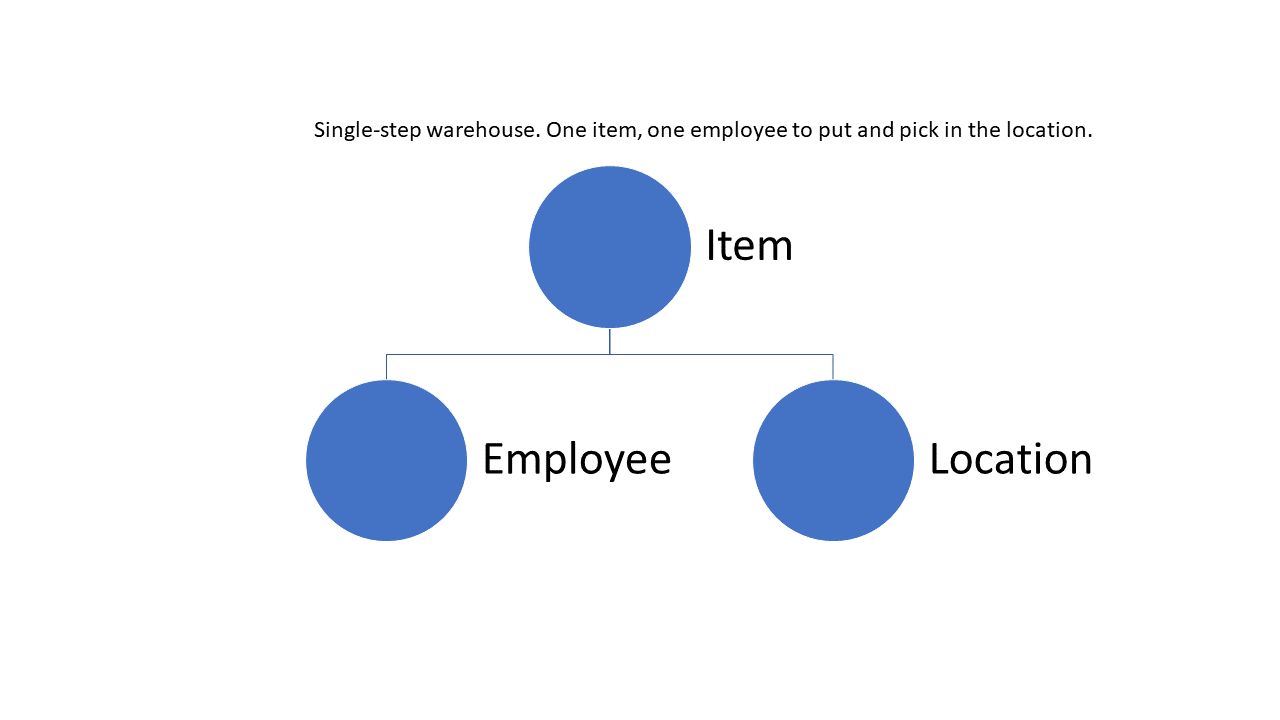 Single-step warehouse. One item, one employee to put and pick in the location.
Item
Employee
Location